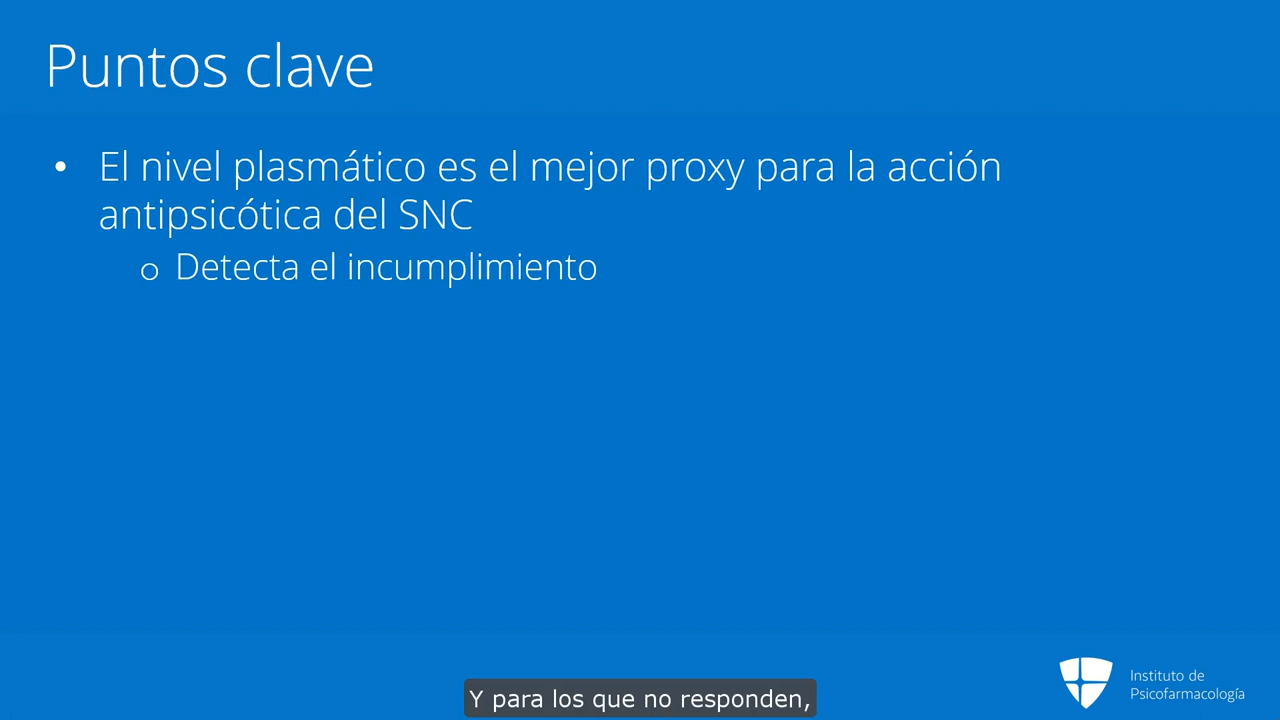 Puntos clave
• El nivel plasmático es el mejor proxy para la acción
antipsicótica del SNC
o Detecta el incumplimiento
Instituto de
Psicofarmacología
Y para los que no responden,